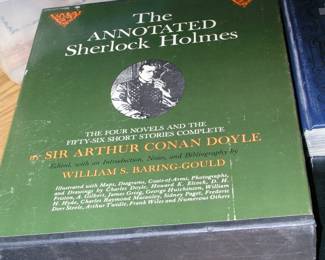 The
ANNOTATED
Sherlock Holmes
THE FOUR NOVELS AND THE
FIFTY-SIX SHORT STORIES COMPLETE
BY SIR ARTHUR CONAN DOYLE
Edited, with an Introduction, Notes, and Bibliography by
WILLIAM S. BARING-GOULD
Illustrated with Maps, Diagrams, Coats-of-Arms, Photographs,
and Drawings by Charles Doyle, Howard K. Elcock, D. H.
Friston, A. Gilbert, James Greig, George Hutchinson, William
H. Hyde, Charles Raymond Macauley, Sidney Paget, Frederic
Dorr Steele, Arthur Twidle, Frank Wiles and Numerous Others